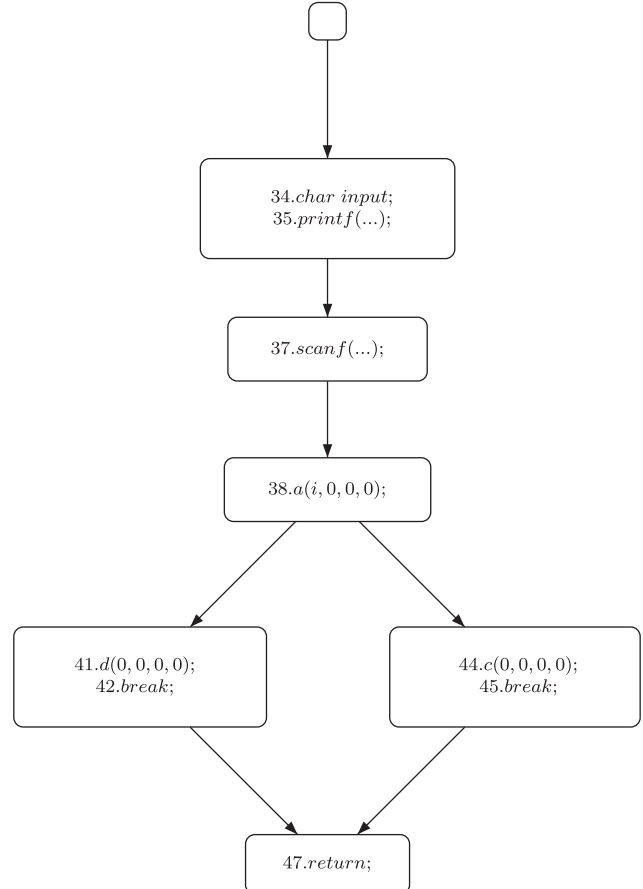 34.char input;
35.printf(...);
37.scanf(...);
38.a(i, 0, 0, 0);
41.d(0, 0, 0, 0);
42.break;
44.c(0, 0, 0, 0);
45.break;
47.return;